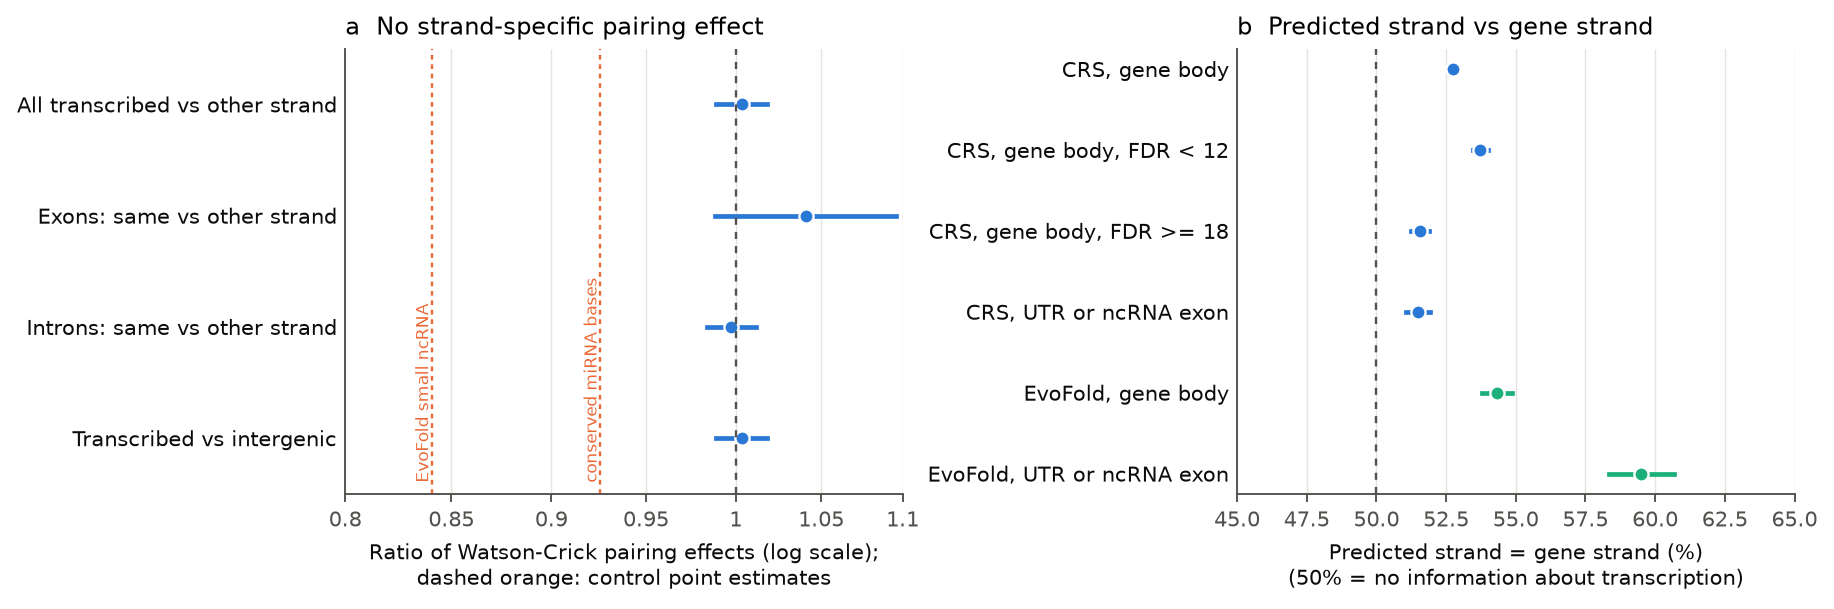 a  No strand-specific pairing effect
All transcribed vs other strand
Exons: same vs other strand
Introns: same vs other strand
Transcribed vs intergenic
EvoFold small ncRNA
conserved miRNA bases
0.8 0.85 0.9 0.95 1 1.05 1.1
Ratio of Watson-Crick pairing effects (log scale);
dashed orange: control point estimates
b  Predicted strand vs gene strand
CRS, gene body
CRS, gene body, FDR < 12
CRS, gene body, FDR >= 18
CRS, UTR or ncRNA exon
EvoFold, gene body
EvoFold, UTR or ncRNA exon
45.0 47.5 50.0 52.5 55.0 57.5 60.0 62.5 65.0
Predicted strand = gene strand (%)
(50% = no information about transcription)